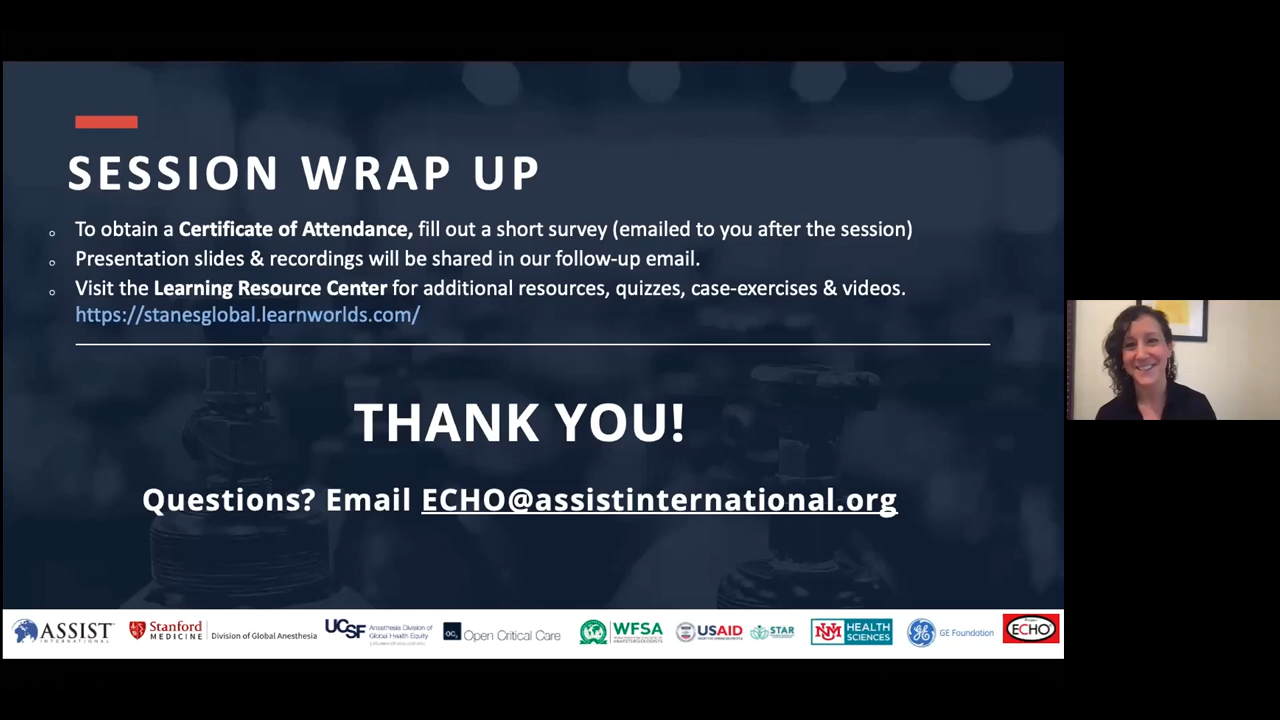 SESSION WRAP UP
To obtain a Certificate of Attendance, fill out a short survey (emailed to you after the session)
Presentation slides & recordings will be shared in our follow-up email.
Visit the Learning Resource Center for additional resources, quizzes, case-exercises & videos.
https://stanesglobal.learnworlds.com/
THANK YOU!
Questions? Email ECHO@assistinternational.org
ASSIST
INTERNATIONAL
Stanford
MEDICINE
Division of Global Anesthesia
UCSF
Anesthesia Division of
Global Health Equity
Open Critical Care
WFSA
USAID
STAR
NM
HEALTH
SCIENCES
GE Foundation
Project
ECHO